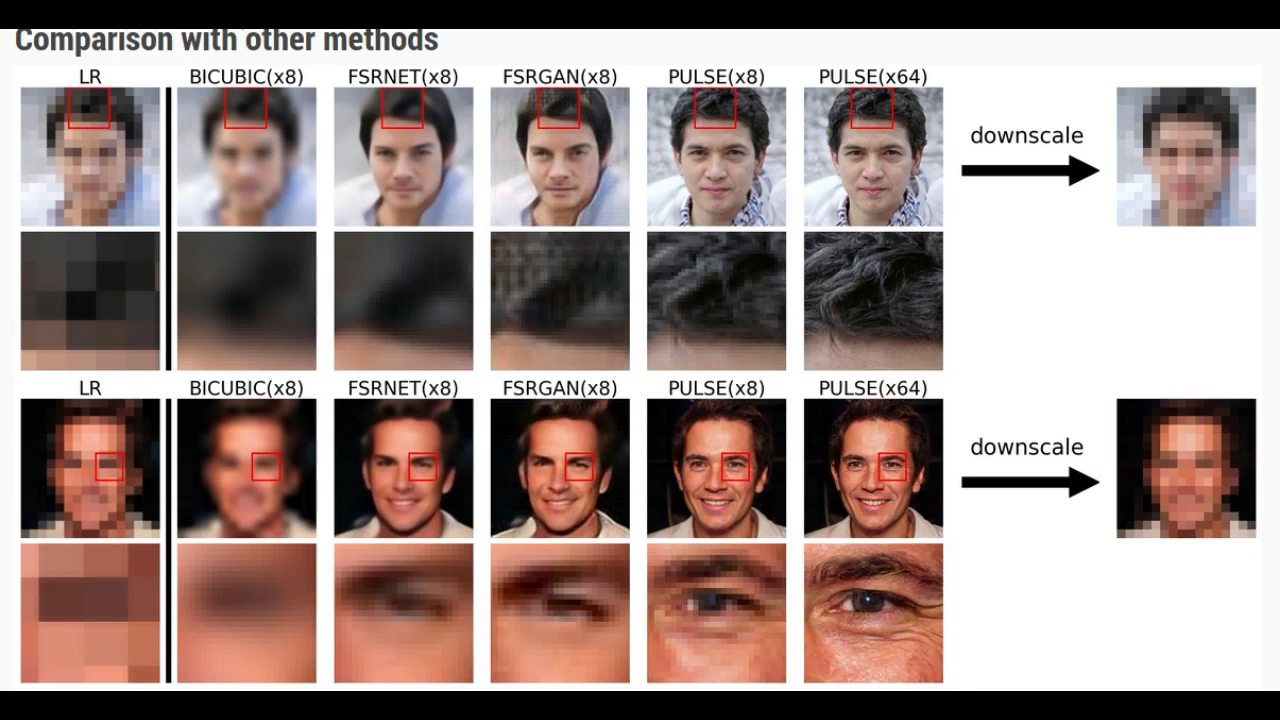 Comparison with other methods
LR BICUBIC(x8) FSRNET(x8) FSRGAN(x8) PULSE(x8) PULSE(x64)
downscale
LR BICUBIC(x8) FSRNET(x8) FSRGAN(x8) PULSE(x8) PULSE(x64)
downscale